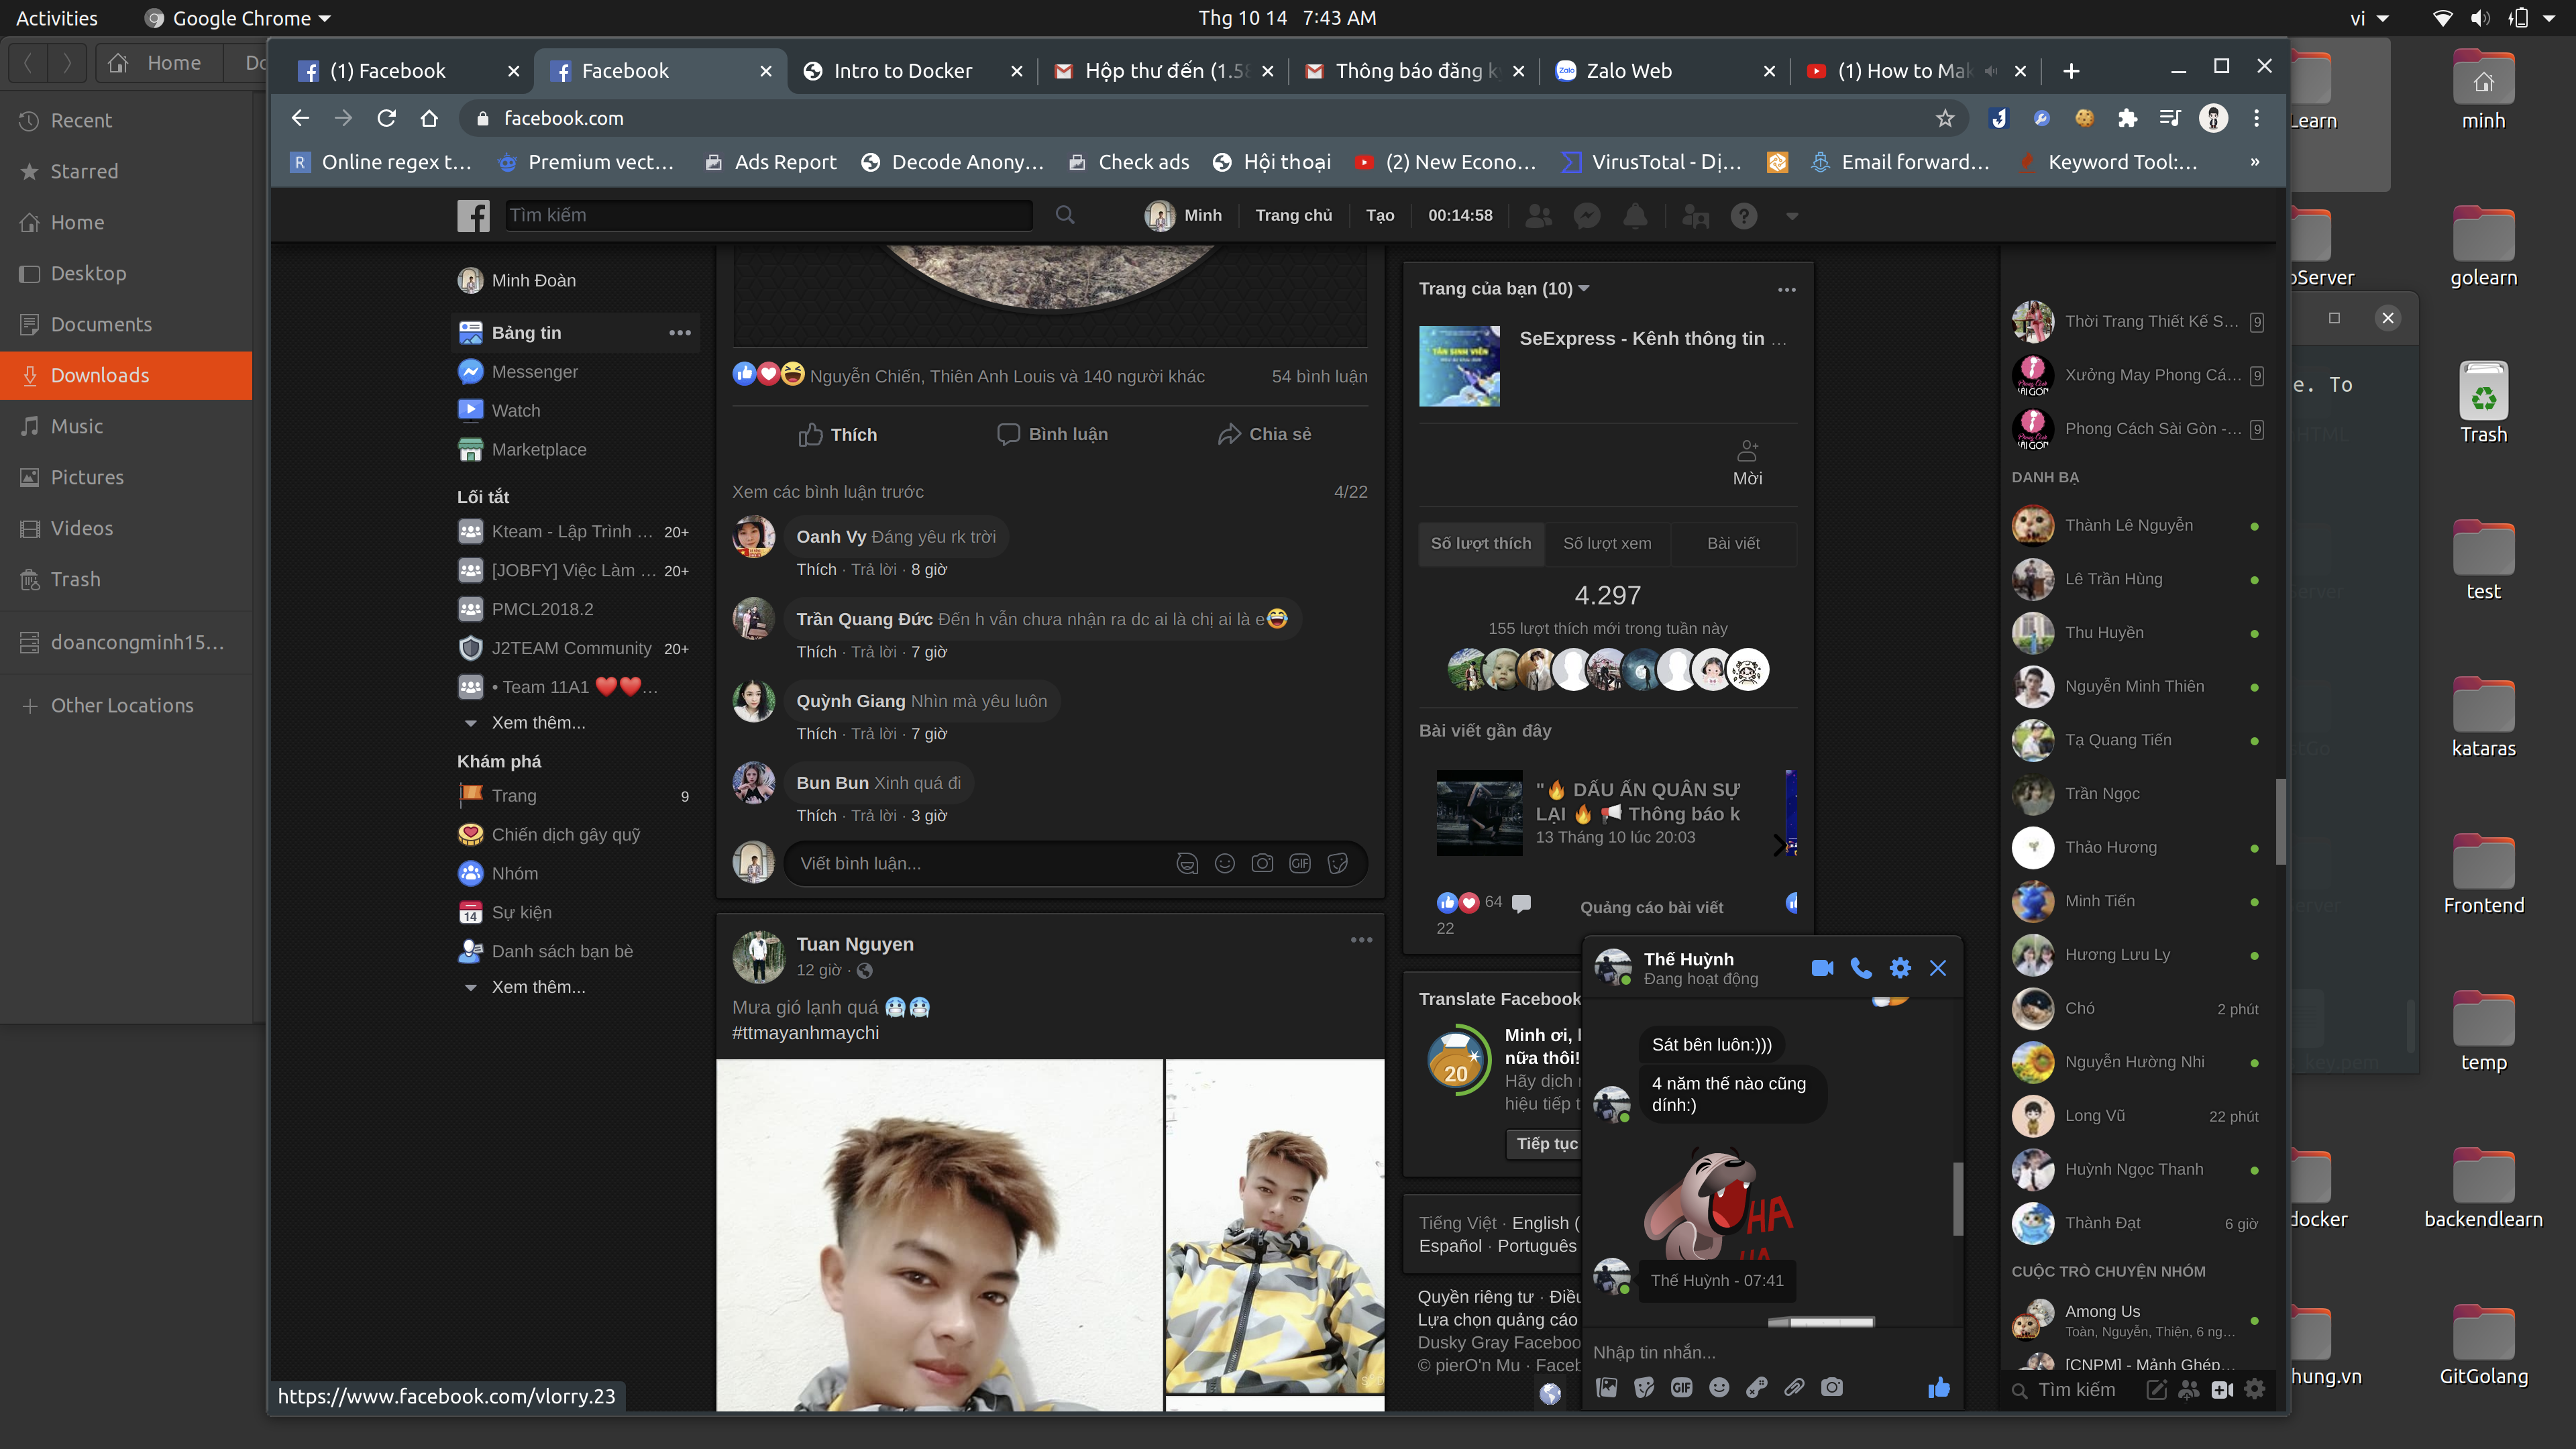 Activities
Google Chrome
Thg 10 14 7:43 AM
vi
Home
Recent
Starred
Home
Desktop
Documents
Downloads
Music
Pictures
Videos
Trash
doancongminh15...
Other Locations
(1) Facebook
Facebook
Intro to Docker
Hộp thư đến (1.58
Thông báo đăng ký
Zalo Web
(1) How to Mak
facebook.com
Online regex t...
Premium vect...
Ads Report
Decode Anony...
Check ads
Hội thoại
(2) New Econo...
VirusTotal - Dị...
Email forward...
Keyword Tool:...
»
Tìm kiếm
Minh
Trang chủ
Tạo
00:14:58
Minh Đoàn
Bảng tin
Messenger
Watch
Marketplace
Lối tắt
Kteam - Lập Trình ... 20+
[JOBFY] Việc Làm ... 20+
PMCL2018.2
J2TEAM Community 20+
• Team 11A1 ❤️❤️...
Xem thêm...
Khám phá
Trang 9
Chiến dịch gây quỹ
Nhóm
14
Sự kiện
Danh sách bạn bè
Xem thêm...
Nguyễn Chiến, Thiên Anh Louis và 140 người khác
54 bình luận
Thích
Bình luận
Chia sẻ
Xem các bình luận trước
4/22
Oanh Vy Đáng yêu rk trời
Thích · Trả lời · 8 giờ
Trần Quang Đức Đến h vẫn chưa nhận ra dc ai là chị ai là e😂
Thích · Trả lời · 7 giờ
Quỳnh Giang Nhìn mà yêu luôn
Thích · Trả lời · 7 giờ
Bun Bun Xinh quá đi
Thích · Trả lời · 3 giờ
Viết bình luận...
GIF
Tuan Nguyen
12 giờ ·
Mưa gió lạnh quá 🥶🥶
#ttmayanhmaychi
Trang của bạn (10)
SeExpress - Kênh thông tin ...
TÂN SINH VIÊN
Mời
Số lượt thích
Số lượt xem
Bài viết
4.297
155 lượt thích mới trong tuần này
Bài viết gần đây
"🔥 DẤU ẤN QUÂN SỰ
LẠI 🔥 📢 Thông báo k
13 Tháng 10 lúc 20:03
64
22
Quảng cáo bài viết
Translate Facebook
20
Minh ơi,
nữa thôi!
Hãy dịch
hiệu tiếp t
Tiếp tục
Tiếng Việt · English (
Español · Português
Quyền riêng tư · Điều
Lựa chọn quảng cáo
Dusky Gray Faceboo
© pierO'n Mu · Faceb
Thế Huỳnh
Đang hoạt động
Sát bên luôn:)))
4 năm thế nào cũng
dính:)
HA
HA
Thế Huỳnh - 07:41
Nhập tin nhắn...
GIF
Thời Trang Thiết Kế S... 9
Xưởng May Phong Cá... 9
Phong Cách Sài Gòn -... 9
DANH BẠ
Thành Lê Nguyễn
Lê Trần Hùng
Thu Huyền
Nguyễn Minh Thiên
Tạ Quang Tiến
Trần Ngọc
Thảo Hương
Minh Tiến
Hương Lưu Ly
Chó 2 phút
Nguyễn Hường Nhi
Long Vũ 22 phút
Huỳnh Ngọc Thanh
Thành Đạt 6 giờ
CUỘC TRÒ CHUYỆN NHÓM
Among Us
Toàn, Nguyễn, Thiện, 6 ng...
[CNPM] - Mảnh Ghép...
Tìm kiếm
https://www.facebook.com/vlorry.23
Learn
minh
oServer
golearn
e. To
HTML
Trash
test
kataras
Frontend
key.pem
temp
docker
backendlearn
hung.vn
GitGolang